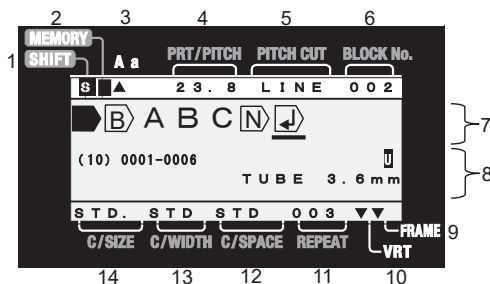 2 3 4 5 6
MEMORY
1 SHIFT A a PRT/PITCH PITCH CUT BLOCK No.
S ▲ 23.8 LINE 002
B A B C N ↵ 7
(10) 0001-0006 U
TUBE 3.6mm 8
STD. STD STD 003 ▼▼
C/SIZE C/WIDTH C/SPACE REPEAT FRAME 9
VRT
14 13 12 11 10